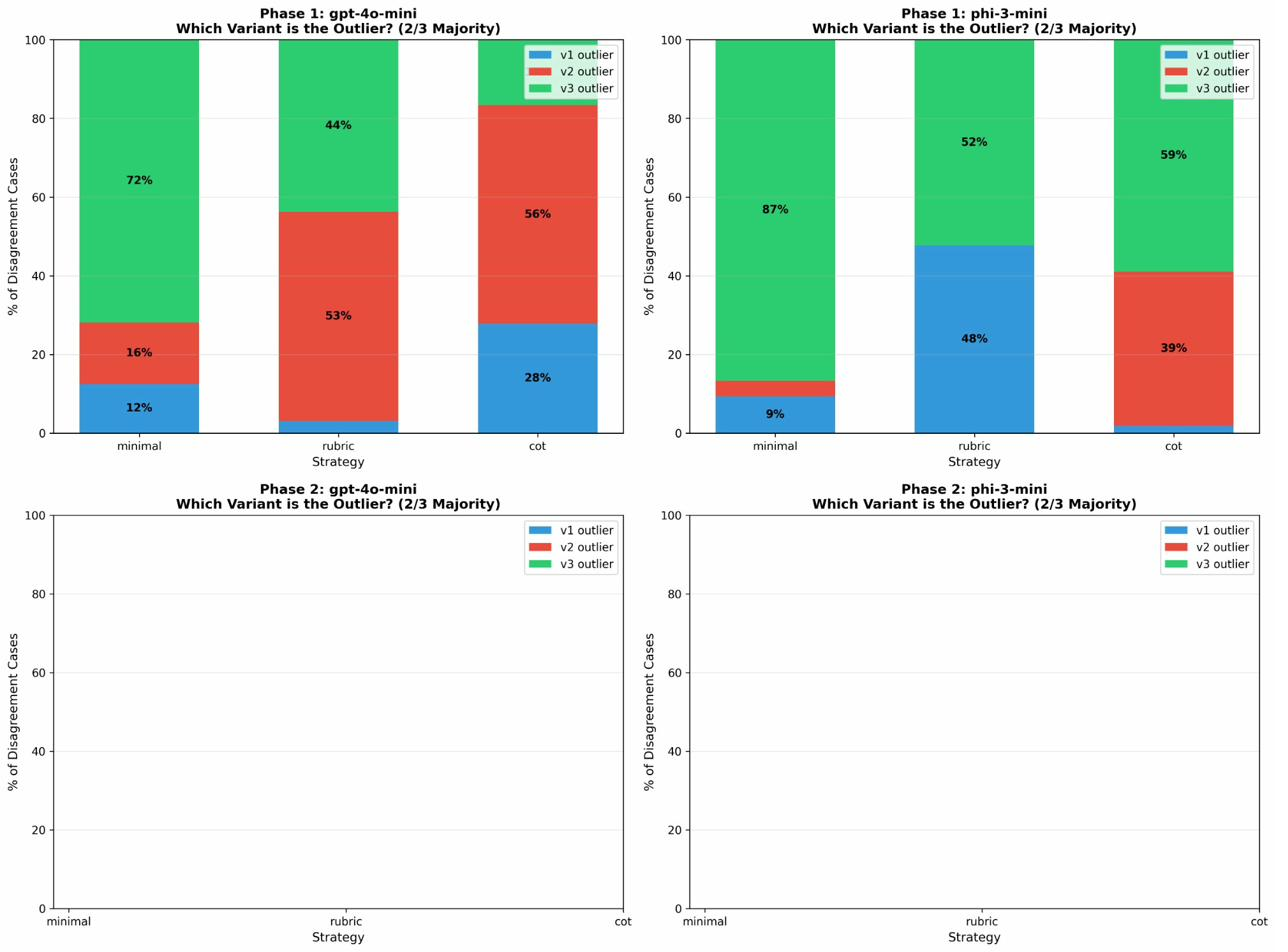 Phase 1: gpt-4o-mini
Which Variant is the Outlier? (2/3 Majority)
% of Disagreement Cases
100
80
60
40
20
0
72%
16%
12%
44%
53%
56%
28%
v1 outlier
v2 outlier
v3 outlier
minimal
rubric
cot
Strategy
Phase 1: phi-3-mini
Which Variant is the Outlier? (2/3 Majority)
% of Disagreement Cases
100
80
60
40
20
0
87%
9%
52%
48%
59%
39%
v1 outlier
v2 outlier
v3 outlier
minimal
rubric
cot
Strategy
Phase 2: gpt-4o-mini
Which Variant is the Outlier? (2/3 Majority)
% of Disagreement Cases
100
80
60
40
20
0
v1 outlier
v2 outlier
v3 outlier
minimal
rubric
cot
Strategy
Phase 2: phi-3-mini
Which Variant is the Outlier? (2/3 Majority)
% of Disagreement Cases
100
80
60
40
20
0
v1 outlier
v2 outlier
v3 outlier
minimal
rubric
cot
Strategy